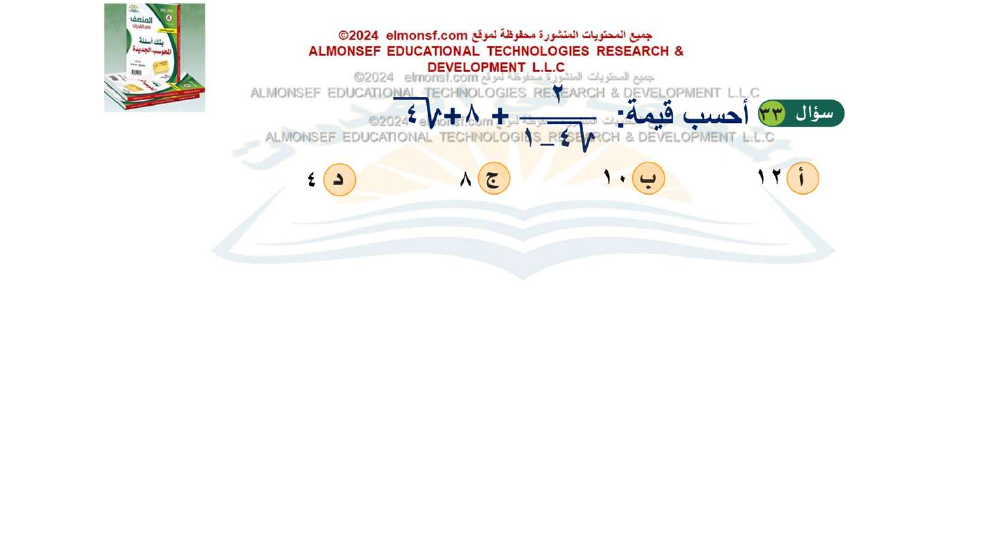 المنصف
في القدرات
بنك أسئلة
المحوسب الجديدة
جميع المحتويات المنشورة محفوظة لموقع elmonsf.com ©2024
ALMONSEF EDUCATIONAL TECHNOLOGIES RESEARCH &
DEVELOPMENT L.L.C
جميع المحتويات المنشورة محفوظة لموقع elmonsf.com ©2024
ALMONSEF EDUCATIONAL TECHNOLOGIES RESEARCH & DEVELOPMENT L.L.C
جميع المحتويات المنشورة محفوظة لموقع elmonsf.com ©2024
ALMONSEF EDUCATIONAL TECHNOLOGIES RESEARCH & DEVELOPMENT L.L.C
سؤال ٣٣ أحسب قيمة: ٢/(√٤ − ١) + ٨ + √٤
أ ١٢ ب ١٠ ج ٨ د ٤